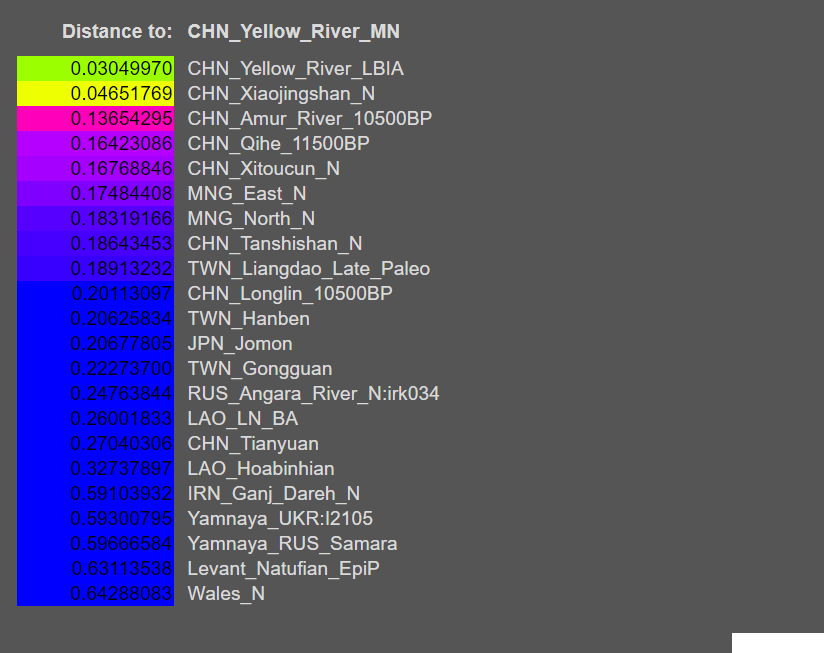 Distance to: CHN_Yellow_River_MN
0.03049970 CHN_Yellow_River_LBIA
0.04651769 CHN_Xiaojingshan_N
0.13654295 CHN_Amur_River_10500BP
0.16423086 CHN_Qihe_11500BP
0.16768846 CHN_Xitoucun_N
0.17484408 MNG_East_N
0.18319166 MNG_North_N
0.18643453 CHN_Tanshishan_N
0.18913232 TWN_Liangdao_Late_Paleo
0.20113097 CHN_Longlin_10500BP
0.20625834 TWN_Hanben
0.20677805 JPN_Jomon
0.22273700 TWN_Gongguan
0.24763844 RUS_Angara_River_N:irk034
0.26001833 LAO_LN_BA
0.27040306 CHN_Tianyuan
0.32737897 LAO_Hoabinhian
0.59103932 IRN_Ganj_Dareh_N
0.59300795 Yamnaya_UKR:I2105
0.59666584 Yamnaya_RUS_Samara
0.63113538 Levant_Natufian_EpiP
0.64288083 Wales_N